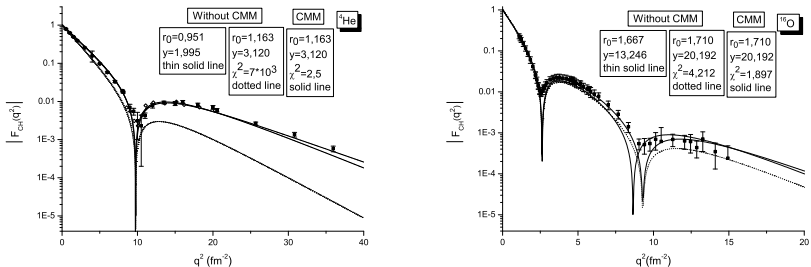 Without CMM
CMM
⁴He
r₀=0,951
y=1,995
thin solid line
r₀=1,163
y=3,120
χ²=7*10³
dotted line
r₀=1,163
y=3,120
χ²=2,5
solid line
1
0.1
0.01
1E-3
1E-4
1E-5
| F_CH(q²) |
0
10
20
30
40
q² (fm⁻²)
Without CMM
CMM
¹⁶O
r₀=1,667
y=13,246
thin solid line
r₀=1,710
y=20,192
χ²=4,212
dotted line
r₀=1,710
y=20,192
χ²=1,897
solid line
1
0.1
0.01
1E-3
1E-4
1E-5
| F_CH(q²) |
0
5
10
15
20
q² (fm⁻²)